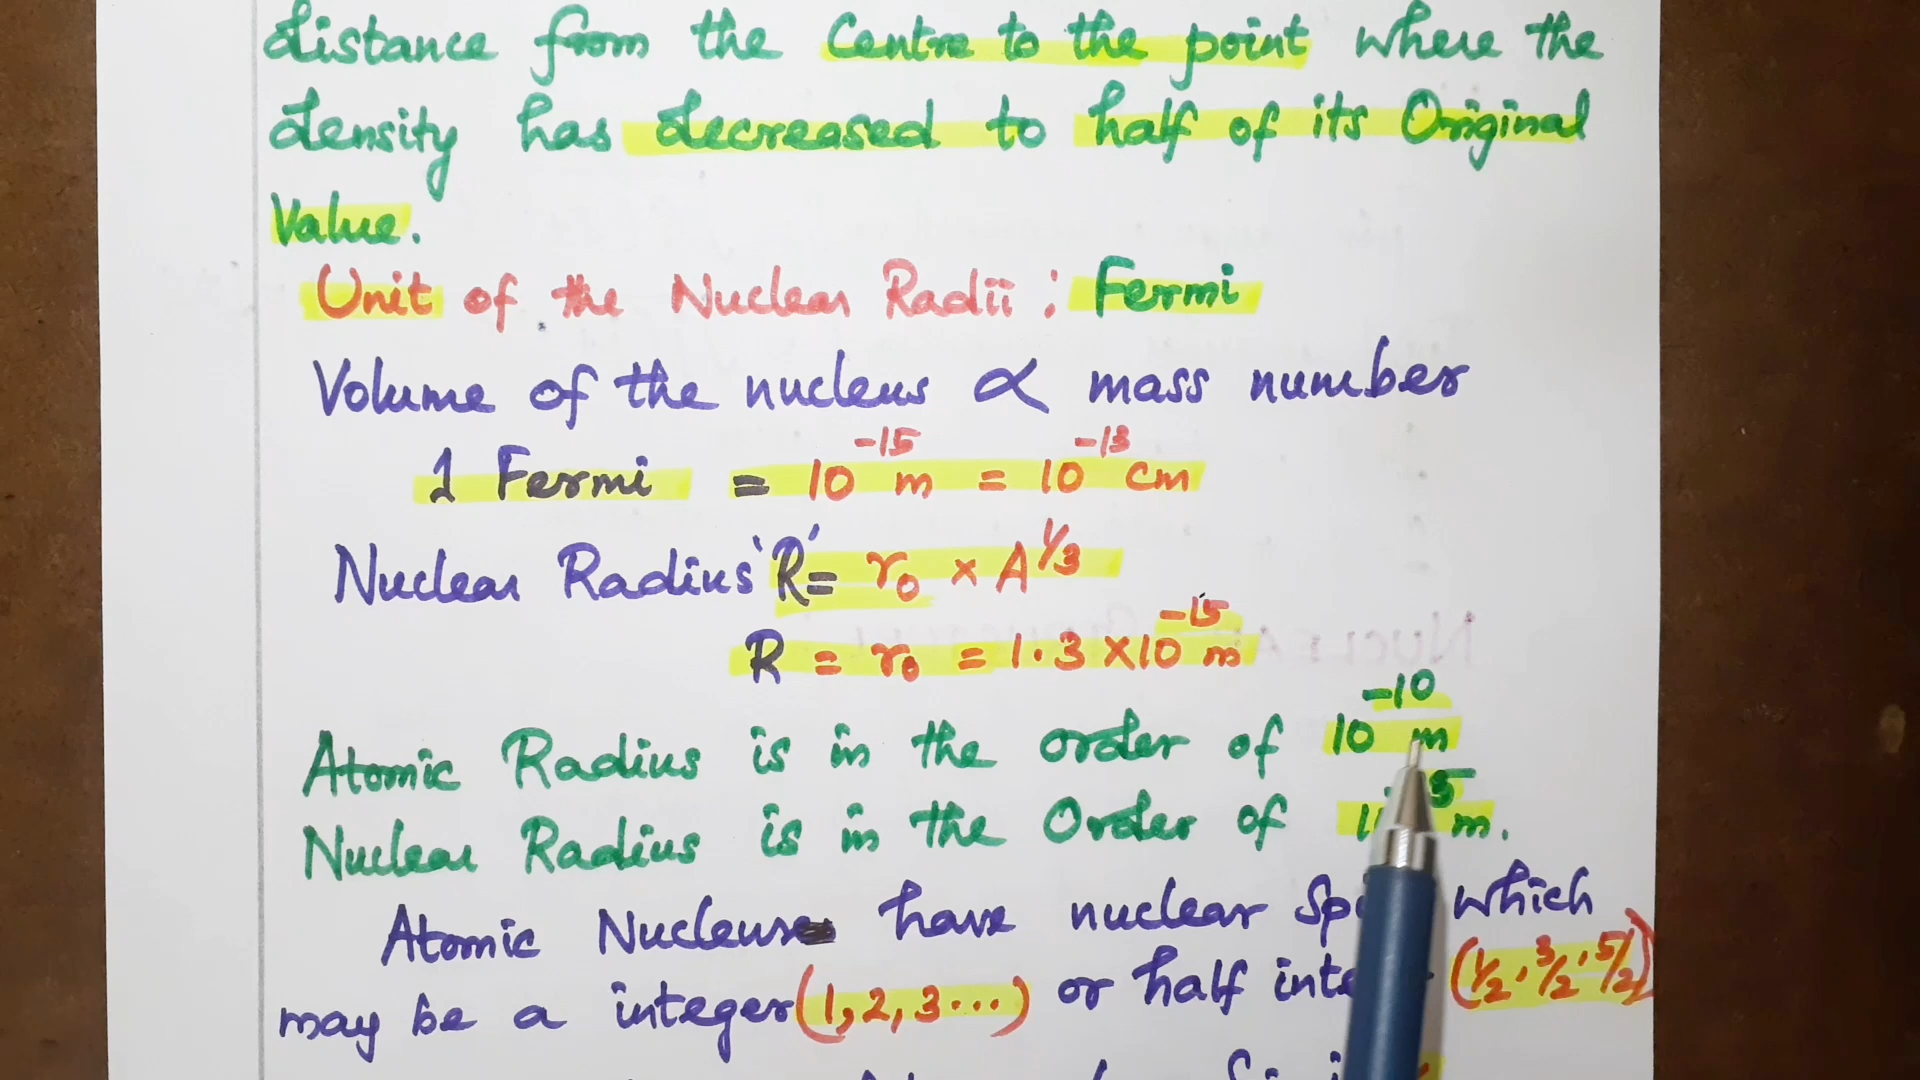 distance from the Centre to the point where the
density has decreased to half of its Original
Value.
Unit of the Nuclear Radii : Fermi
Volume of the nucleus ∝ mass number
1 Fermi = 10⁻¹⁵ m = 10⁻¹³ cm
Nuclear Radius 'R' = r₀ × A^1/3
R = r₀ = 1.3 × 10⁻¹⁵ m
Atomic Radius is in the order of 10⁻¹⁰ m
Nuclear Radius is in the Order of m.
Atomic Nucleus have nuclear which
may be a integer (1, 2, 3 ...) or half (1/2, 3/2, 5/2)